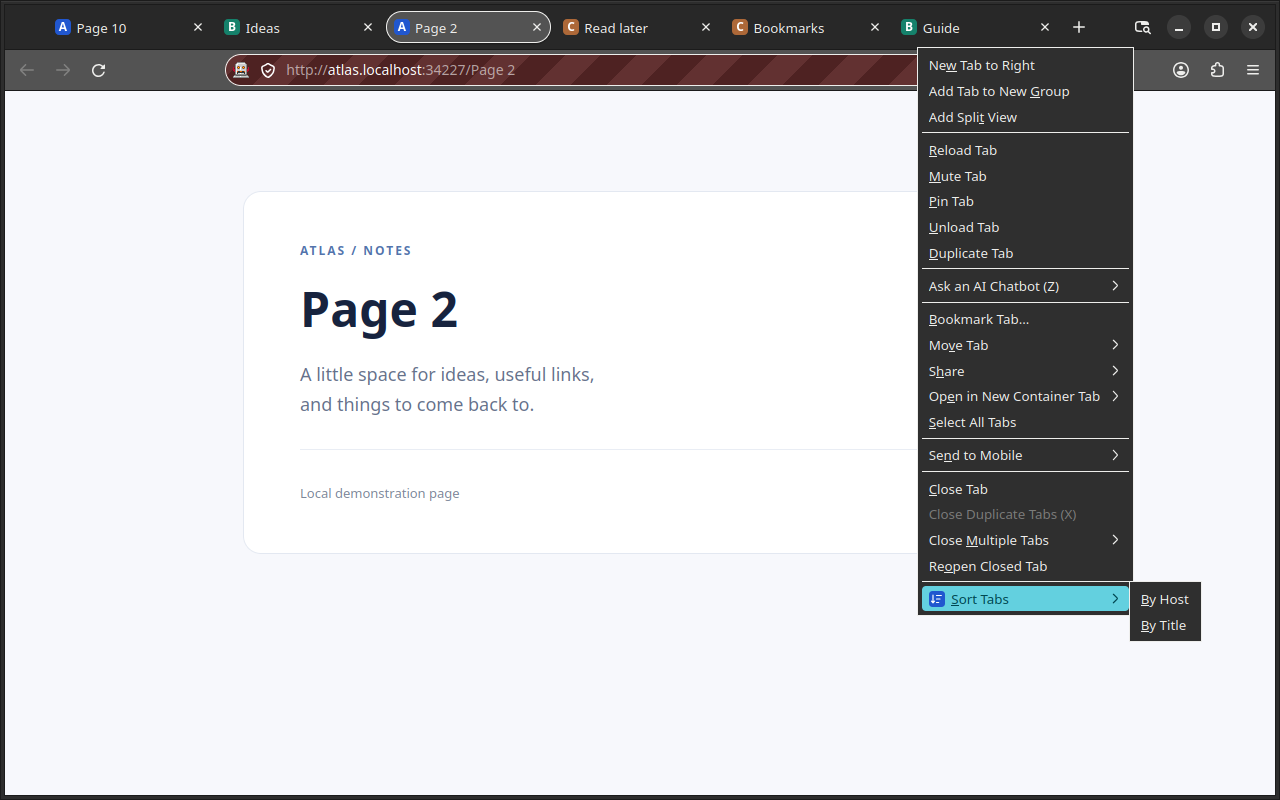 A Page 10
B Ideas
A Page 2
C Read later
C Bookmarks
B Guide
http://atlas.localhost:34227/Page 2
New Tab to Right
Add Tab to New Group
Add Split View
Reload Tab
Mute Tab
Pin Tab
Unload Tab
Duplicate Tab
Ask an AI Chatbot (Z)
Bookmark Tab...
Move Tab
Share
Open in New Container Tab
Select All Tabs
Send to Mobile
Close Tab
Close Duplicate Tabs (X)
Close Multiple Tabs
Reopen Closed Tab
Sort Tabs
By Host
By Title
ATLAS / NOTES
Page 2
A little space for ideas, useful links,
and things to come back to.
Local demonstration page